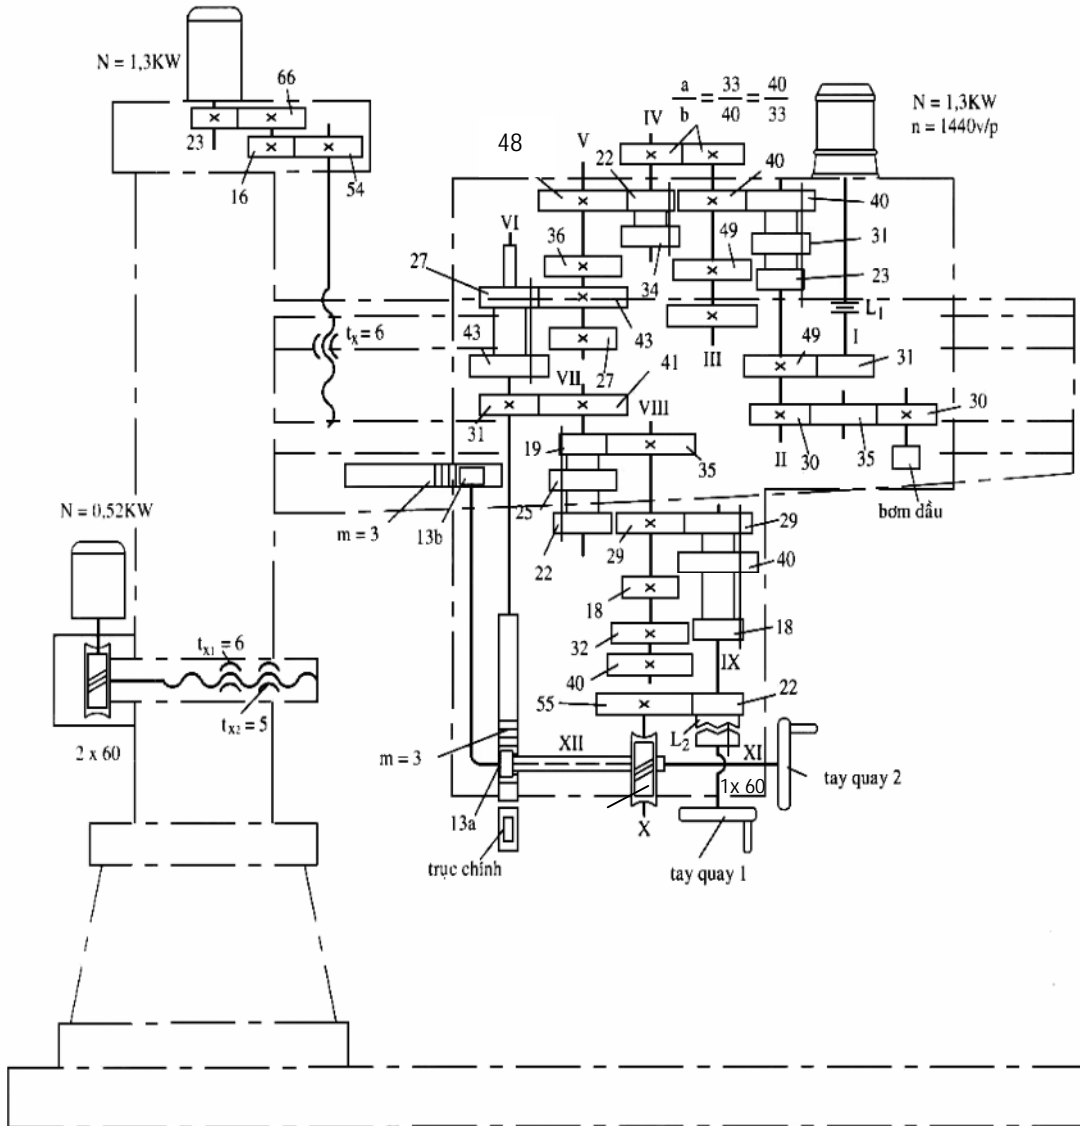 N = 1,3KW
66
23
16
54
t_X = 6
N = 0,52KW
t_X1 = 6
t_X2 = 5
2 x 60
48
V
IV
a/b = 33/40 = 40/33
N = 1,3KW
n = 1440v/p
22
40
40
VI
36
34
49
31
23
27
L1
I
43
43
27
III
49
31
VII
41
VIII
31
30
19
35
II
30
35
bơm dầu
m = 3
13b
25
22
29
29
40
18
32
18
40
IX
55
22
L2
XII
XI
m = 3
tay quay 2
1x 60
13a
X
trục chính
tay quay 1